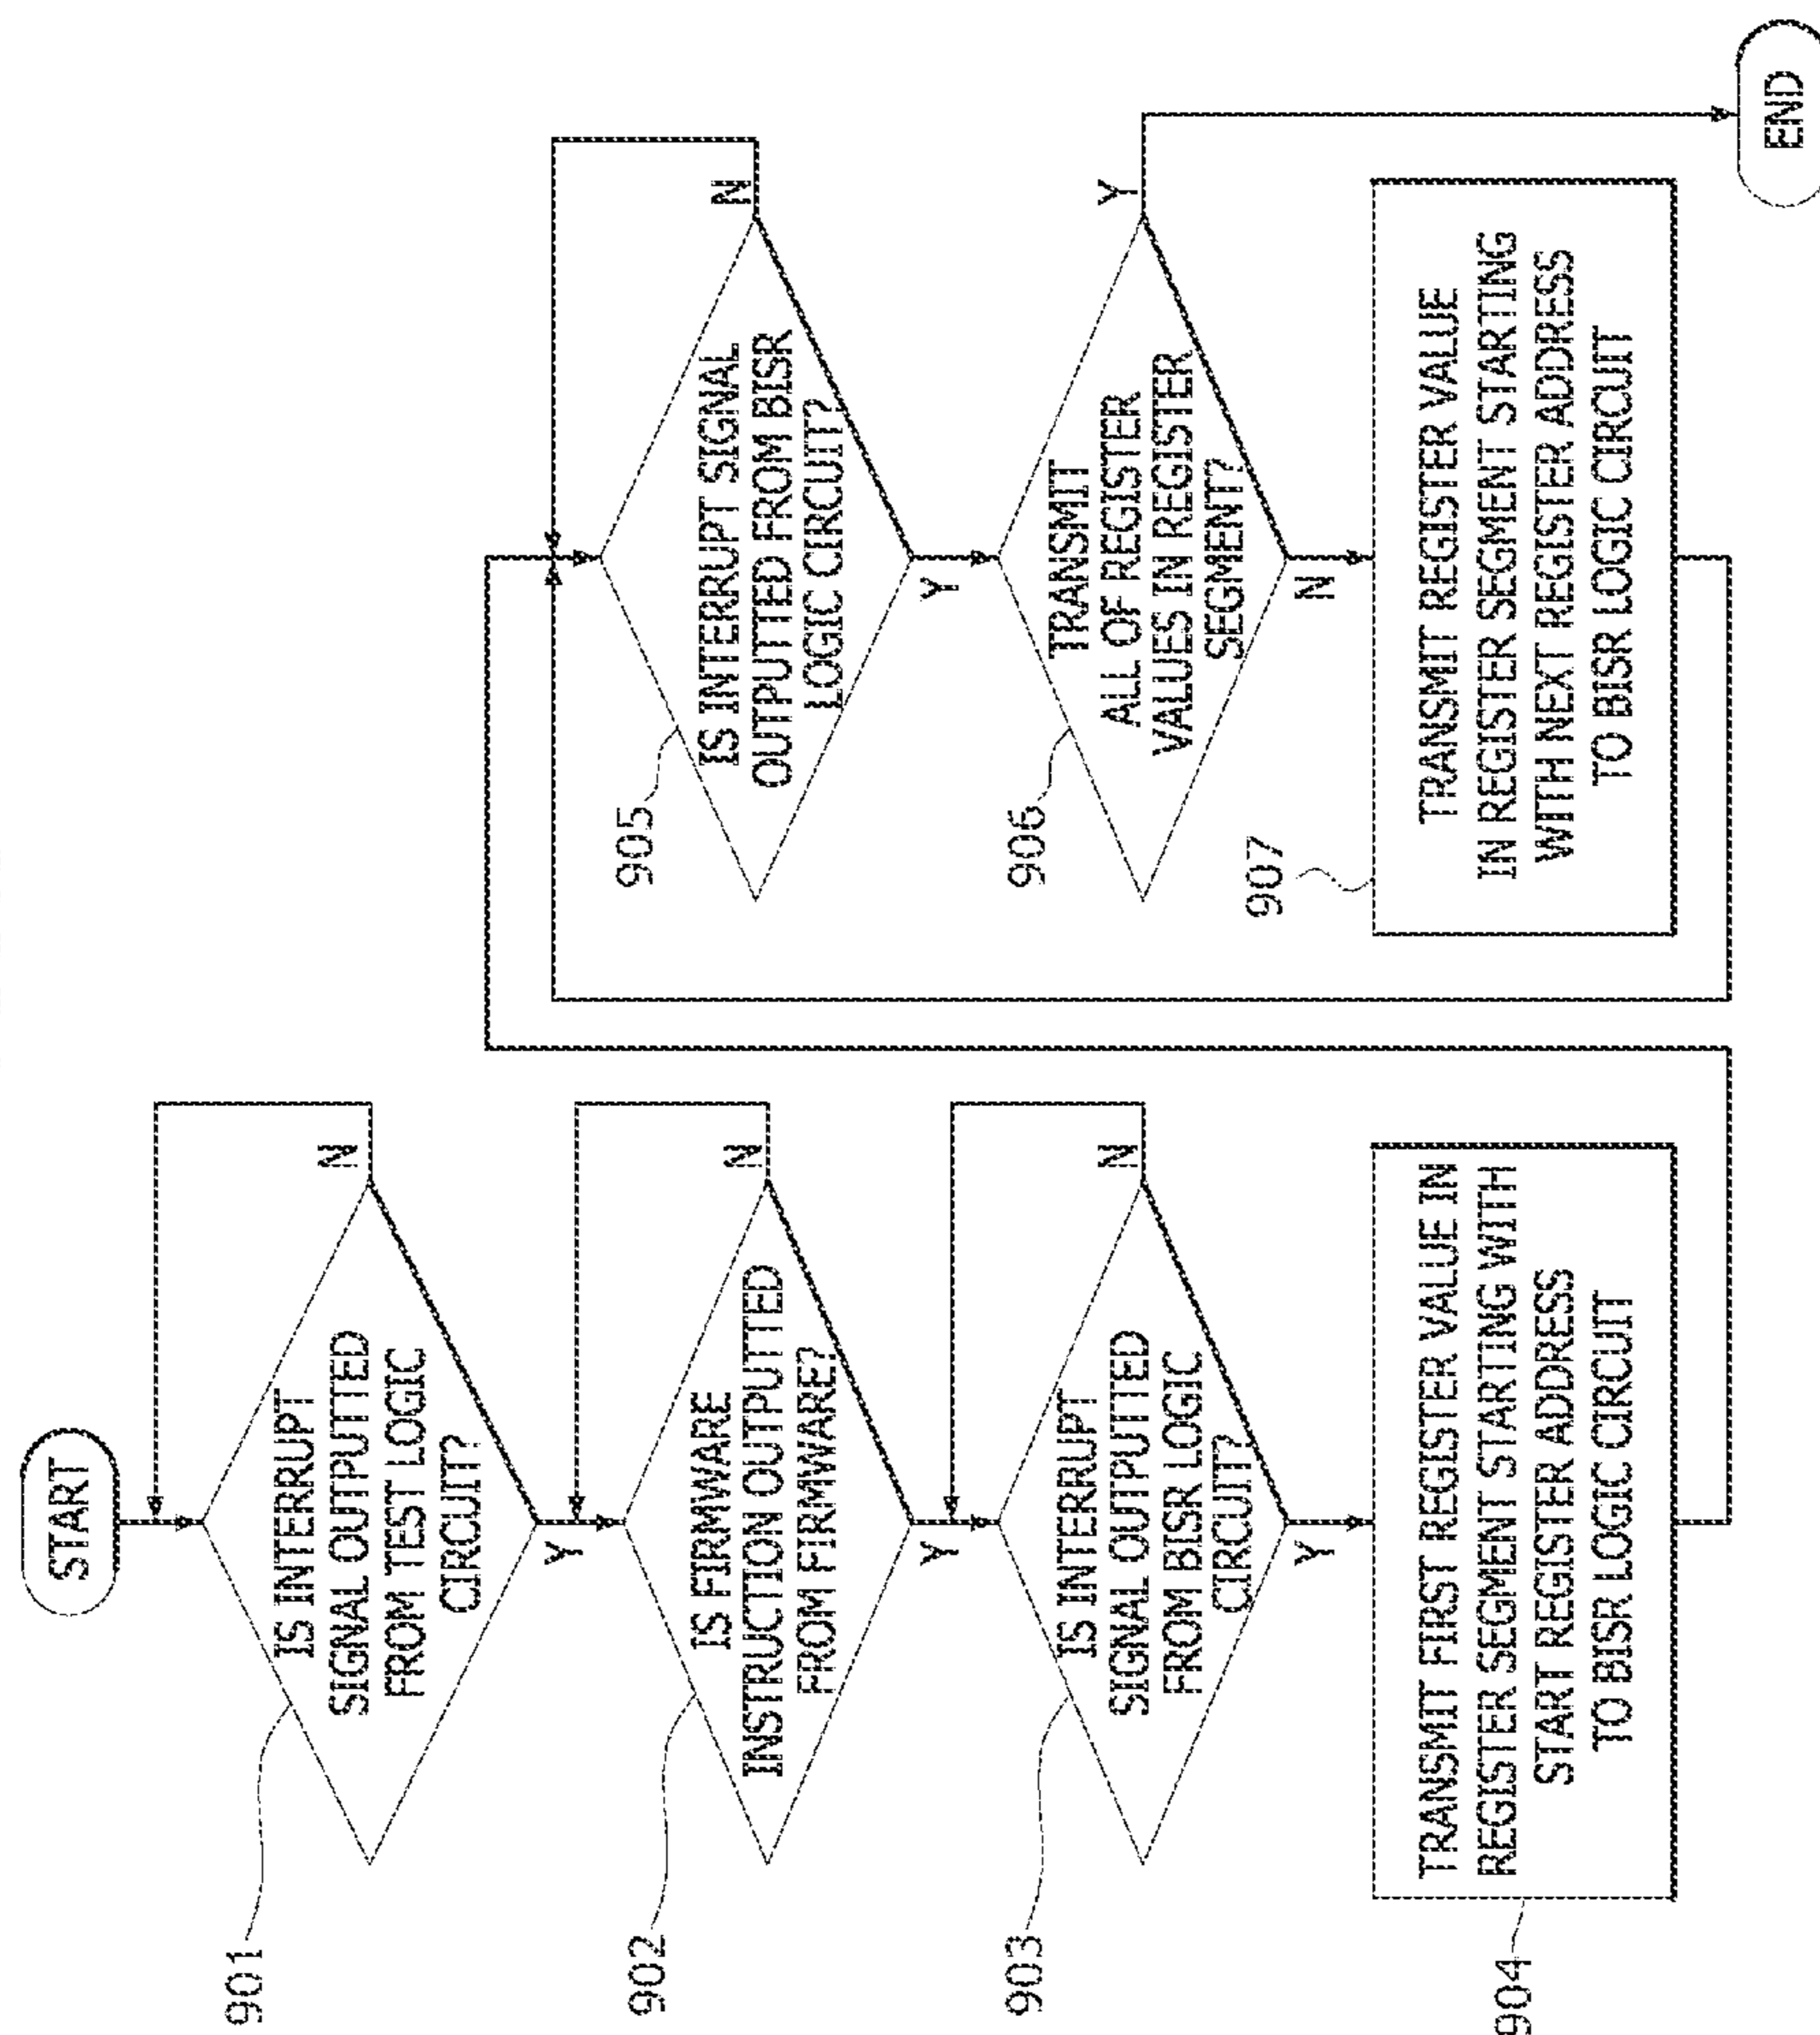 START
901
IS INTERRUPT
SIGNAL OUTPUTTED
FROM TEST LOGIC
CIRCUIT?
N
Y
902
IS FIRMWARE
INSTRUCTION OUTPUTTED
FROM FIRMWARE?
N
Y
903
IS INTERRUPT
SIGNAL OUTPUTTED
FROM BISR LOGIC
CIRCUIT?
N
Y
904
TRANSMIT FIRST REGISTER VALUE IN
REGISTER SEGMENT STARTING WITH
START REGISTER ADDRESS
TO BISR LOGIC CIRCUIT
905
IS INTERRUPT SIGNAL
OUTPUTTED FROM BISR
LOGIC CIRCUIT?
N
Y
906
TRANSMIT
ALL OF REGISTER
VALUES IN REGISTER
SEGMENT?
Y
N
907
TRANSMIT REGISTER VALUE
IN REGISTER SEGMENT STARTING
WITH NEXT REGISTER ADDRESS
TO BISR LOGIC CIRCUIT
END